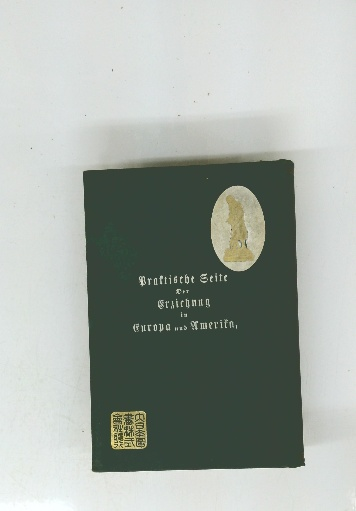 Praktische Seite
Der
Erziehung
in
Europa und Amerika,